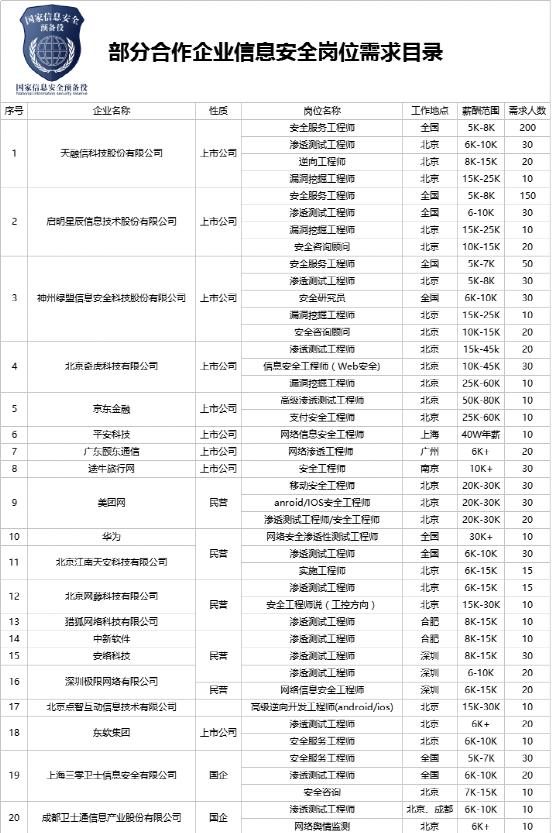 国家信息安全
预备役
国家信息安全预备役
National information security reserve
部分合作企业信息安全岗位需求目录
序号 企业名称 性质 岗位名称 工作地点 薪酬范围 需求人数
1 天融信科技股份有限公司 上市公司 安全服务工程师 全国 5K-8K 200
渗透测试工程师 北京 6K-10K 30
逆向工程师 北京 8K-15K 20
漏洞挖掘工程师 北京 15K-25K 10
2 启明星辰信息技术股份有限公司 上市公司 安全服务工程师 全国 5K-8K 150
渗透测试工程师 全国 6-10K 30
漏洞挖掘工程师 北京 15K-25K 10
安全咨询顾问 北京 10K-15K 20
3 神州绿盟信息安全科技股份有限公司 上市公司 安全服务工程师 全国 5K-7K 50
渗透测试工程师 北京 5K-8K 30
安全研究员 全国 6K-10K 30
漏洞挖掘工程师 北京 15K-25K 10
安全咨询顾问 北京 10K-15K 20
4 北京奇虎科技有限公司 上市公司 渗透测试工程师 北京 15k-45k 20
信息安全工程师（Web安全) 北京 10K-45K 30
漏洞挖掘工程师 北京 25K-60K 10
5 京东金融 上市公司 高级渗透测试工程师 北京 50K-80K 10
支付安全工程师 北京 25K-60K 10
6 平安科技 上市公司 网络信息安全工程师 上海 40W年薪 10
7 广东颐东通信 上市公司 网络渗透工程师 广州 6K+ 20
8 途牛旅行网 上市公司 安全工程师 南京 10K+ 30
9 美团网 民营 移动安全工程师 北京 20K-30K 30
anroid/IOS安全工程师 北京 20K-30K 30
渗透测试工程师/安全工程师 北京 20K-30K 20
10 华为 民营 网络安全渗透性测试工程师 全国 30K+ 10
11 北京江南天安科技有限公司 渗透测试工程师 全国 6K-10K 30
实施工程师 北京 6K-15K 15
12 北京网藤科技有限公司 民营 渗透测试工程师 北京 6K-15K 15
安全工程师说（工控方向） 北京 15K-30K 10
13 猎狐网络科技有限公司 渗透测试工程师 合肥 8K-15K 10
14 中新软件 民营 渗透测试工程师 合肥 8K-15K 10
15 安络科技 渗透测试工程师 深圳 8K-15K 30
16 深圳极限网络有限公司 渗透测试工程师 深圳 6-10K 20
民营 网络信息安全工程师 深圳 6K-15K 20
17 北京点智互动信息技术有限公司 高级逆向开发工程师(android/ios) 北京 15K-30K 10
18 东软集团 上市公司 渗透测试工程师 北京 6K+ 20
安全服务工程师 北京 6K-10K 10
19 上海三零卫士信息安全有限公司 国企 安全服务工程师 全国 5K-7K 30
渗透测试工程师 全国 6K-10K 20
安全咨询 北京 7K-15K 10
20 成都卫士通信息产业股份有限公司 国企 渗透测试工程师 北京、成都 6K-10K 10
网络舆情监测 北京 6K+ 10